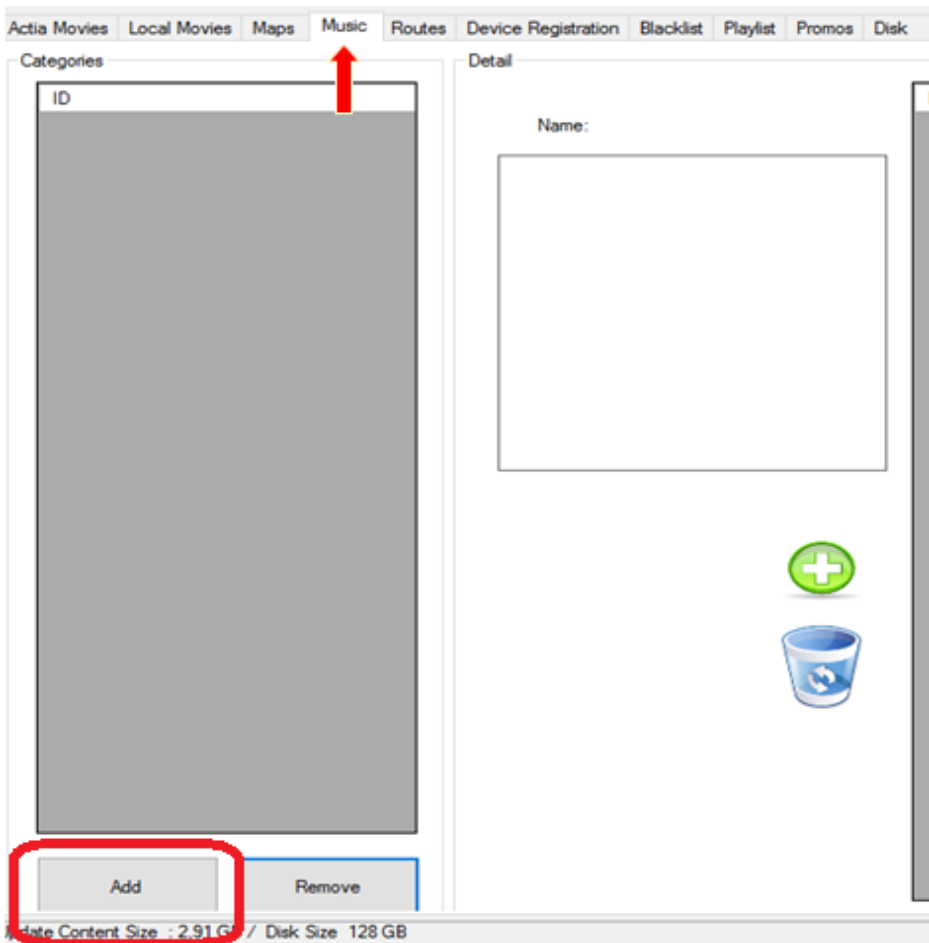 Actia Movies Local Movies Maps Music Routes Device Registration Blacklist Playlist Promos Disk
Categories
Detail
ID
Name:
Add
Remove
Content Size : 2,91 / Disk Size 128 GB